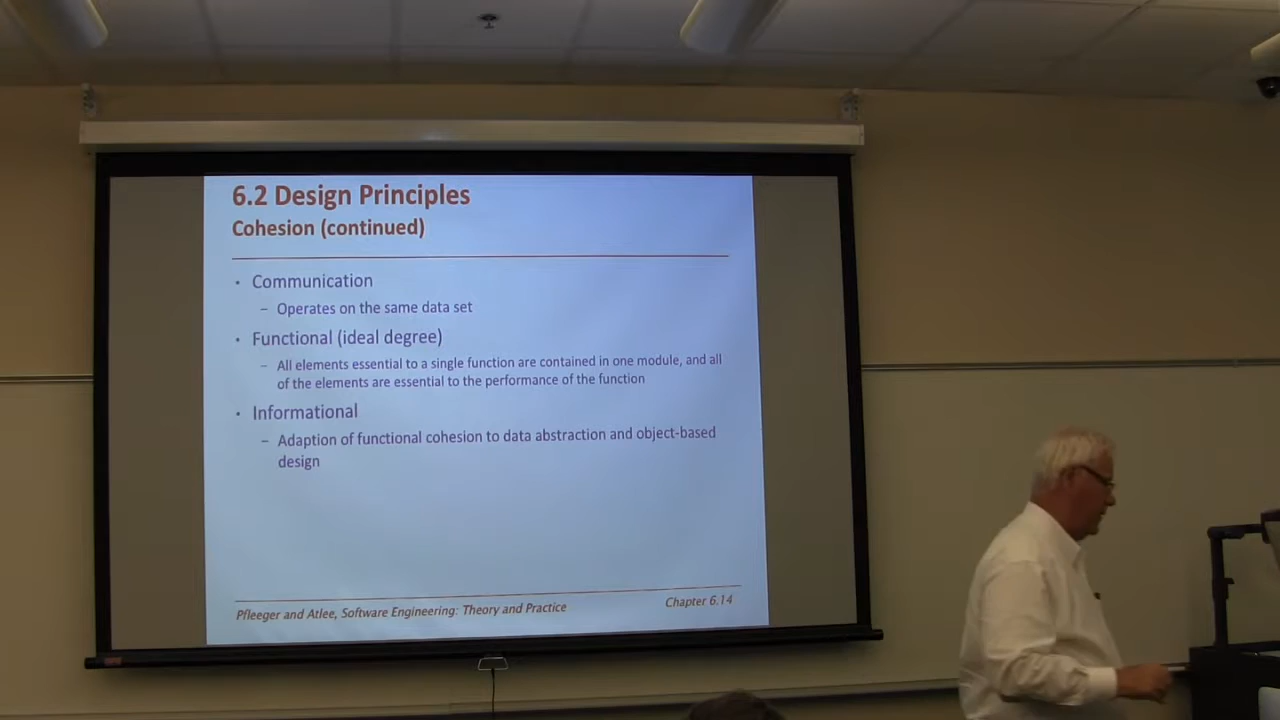 6.2 Design Principles
Cohesion (continued)
• Communication
– Operates on the same data set
• Functional (ideal degree)
– All elements essential to a single function are contained in one module, and all
of the elements are essential to the performance of the function
• Informational
– Adaption of functional cohesion to data abstraction and object-based
design
Pfleeger and Atlee, Software Engineering: Theory and Practice
Chapter 6.14